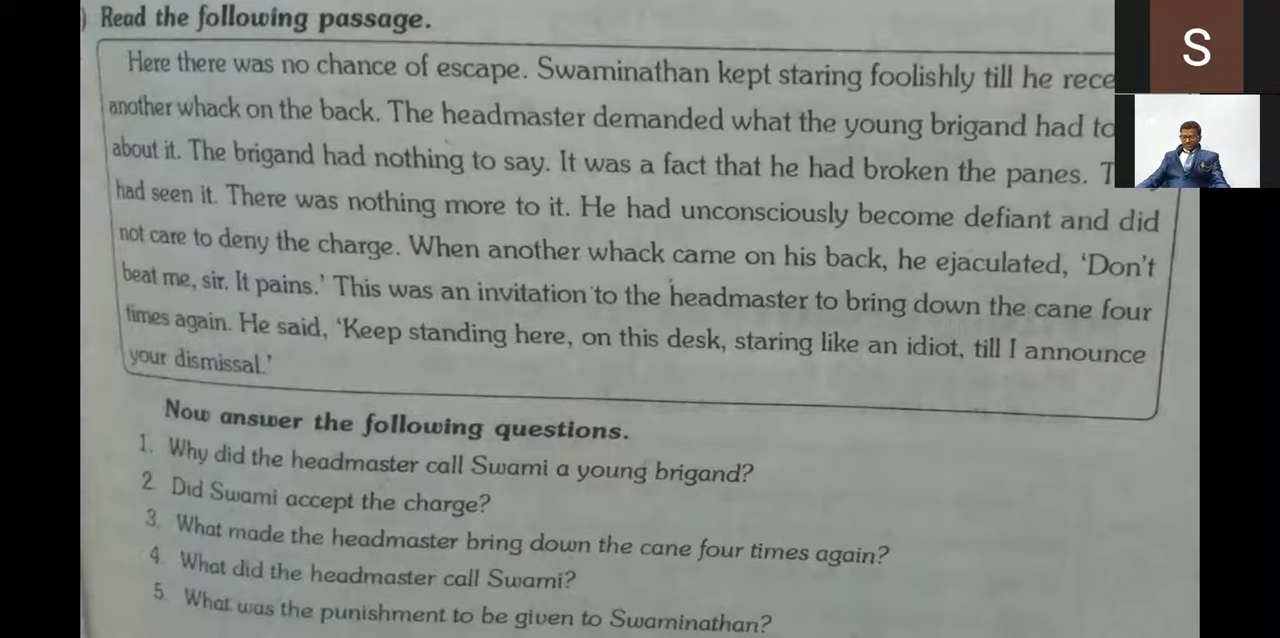 ) Read the following passage.
Here there was no chance of escape. Swaminathan kept staring foolishly till he rece
another whack on the back. The headmaster demanded what the young brigand had to
about it. The brigand had nothing to say. It was a fact that he had broken the panes. T
had seen it. There was nothing more to it. He had unconsciously become defiant and did
not care to deny the charge. When another whack came on his back, he ejaculated, ‘Don’t
beat me, sir. It pains.’ This was an invitation to the headmaster to bring down the cane four
times again. He said, ‘Keep standing here, on this desk, staring like an idiot, till I announce
your dismissal.’
Now answer the following questions.
1. Why did the headmaster call Swami a young brigand?
2. Did Swami accept the charge?
3. What made the headmaster bring down the cane four times again?
4. What did the headmaster call Swami?
5. What was the punishment to be given to Swaminathan?
S